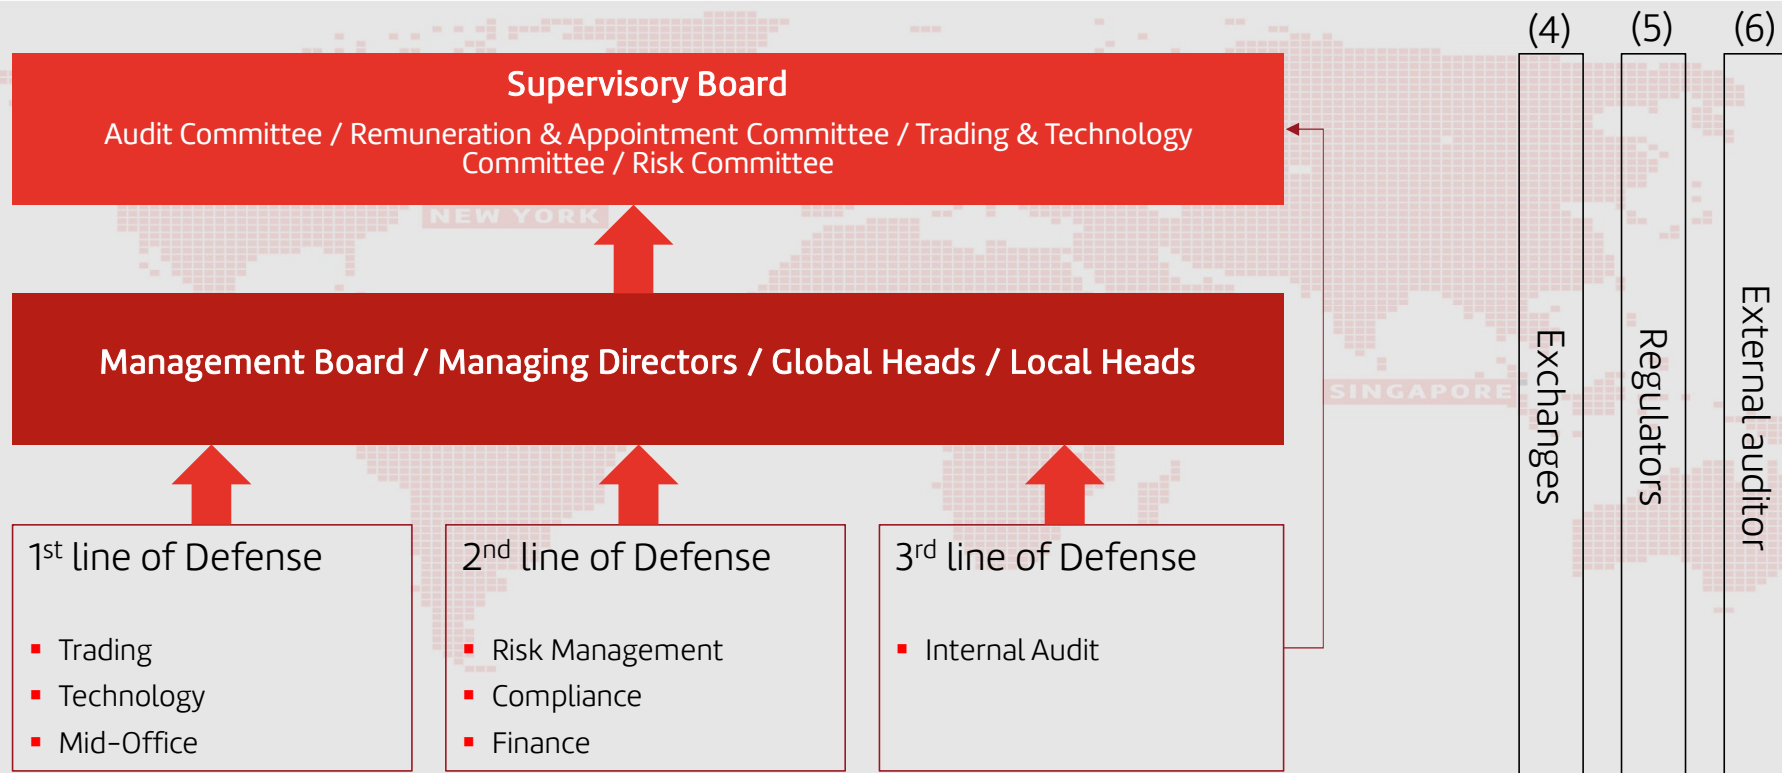 Supervisory Board
Audit Committee / Remuneration & Appointment Committee / Trading & Technology
Committee / Risk Committee
NEW YORK
Management Board / Managing Directors / Global Heads / Local Heads
SINGAPORE
1st line of Defense
▪ Trading
▪ Technology
▪ Mid-Office
2nd line of Defense
▪ Risk Management
▪ Compliance
▪ Finance
3rd line of Defense
▪ Internal Audit
(4)
Exchanges
(5)
Regulators
(6)
External auditor